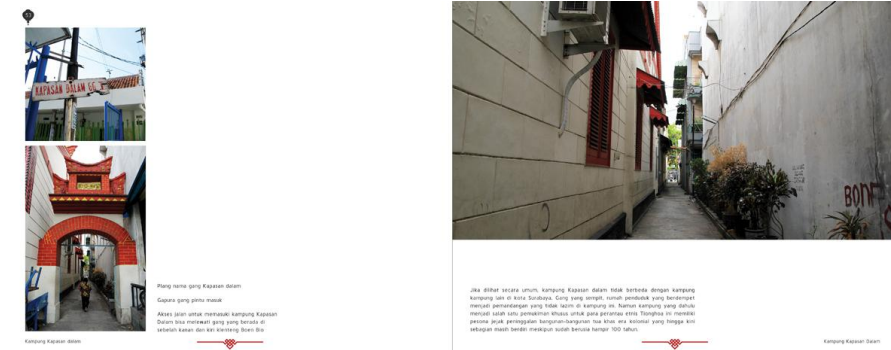 KAPASAN DALAM GG
Plang nama gang Kapasan dalam
Gapura gang pintu masuk
Akses jalan untuk memasuki kampung Kapasan
Dalam bisa melewati gang yang berada di
sebelah kanan dan kiri klenteng Boen Bio
Kampung Kapasan dalam
BONE
Jika dilihat secara umum, kampung Kapasan dalam tidak berbeda dengan kampung
kampung lain di kota Surabaya. Gang yang sempit, rumah penduduk yang berdempet
menjadi pemandangan yang tidak lazim di kampung ini. Namun kampung yang dahulu
menjadi salah satu pemukiman khusus untuk para perantau etnis Tionghoa ini memiliki
pesona jejak peninggalan bangunan-bangunan tua khas era kolonial yang hingga kini
sebagian masih berdiri meskipun sudah berusia hampir 100 tahun.
Kampung Kapasan Dalam